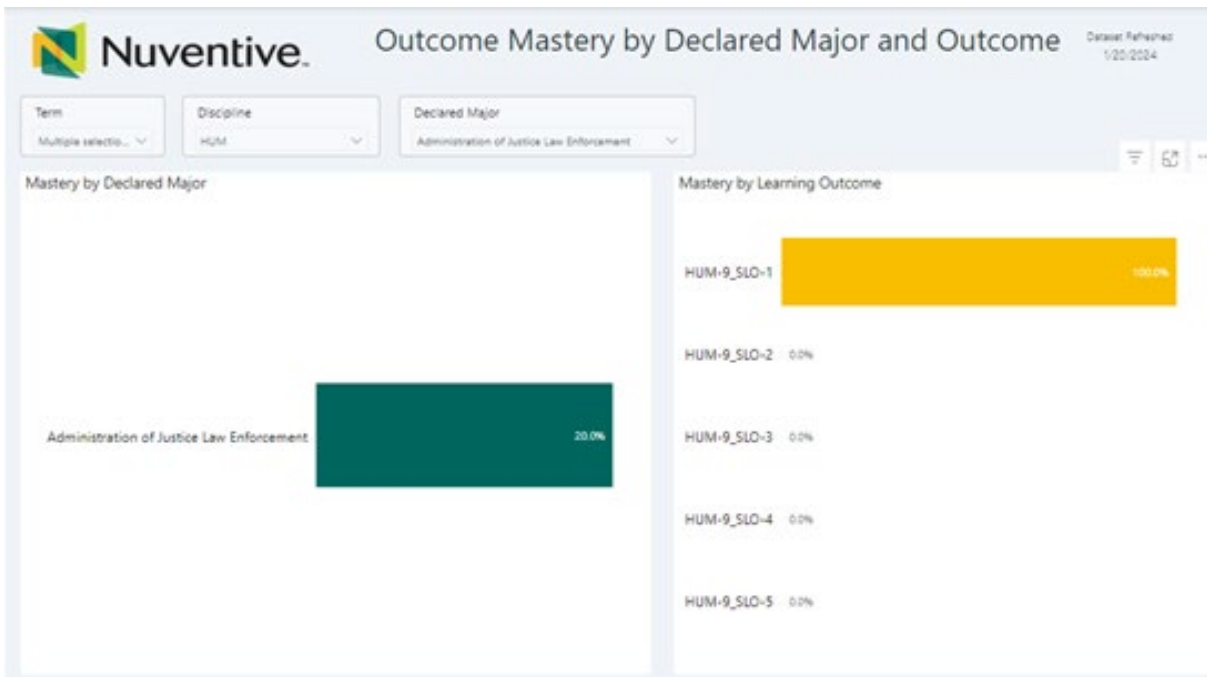 Nuventive.
Outcome Mastery by Declared Major and Outcome
Dataset Refreshed
1/20/2024
Term
Multiple selectio...
Discipline
HUM
Declared Major
Administration of Justice Law Enforcement
Mastery by Declared Major
Administration of Justice Law Enforcement
20.0%
Mastery by Learning Outcome
HUM-9_SLO-1 100.0%
HUM-9_SLO-2 0.0%
HUM-9_SLO-3 0.0%
HUM-9_SLO-4 0.0%
HUM-9_SLO-5 0.0%